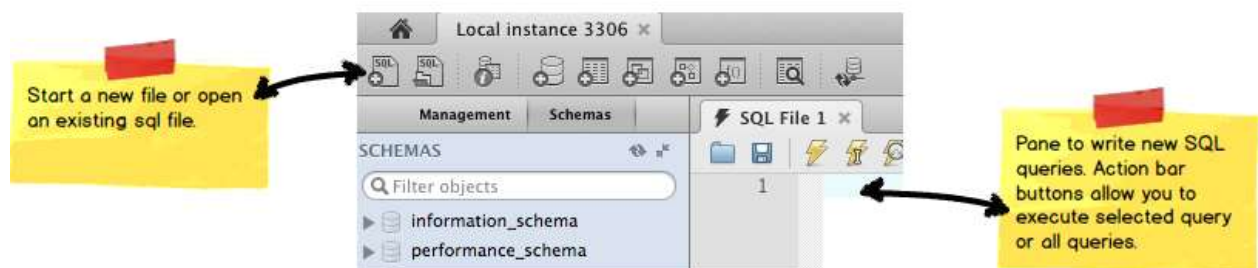 Local instance 3306
SQL SQL
Start a new file or open
an existing sql file.
Management Schemas
SCHEMAS
Filter objects
information_schema
performance_schema
SQL File 1
1
Pane to write new SQL
queries. Action bar
buttons allow you to
execute selected query
or all queries.